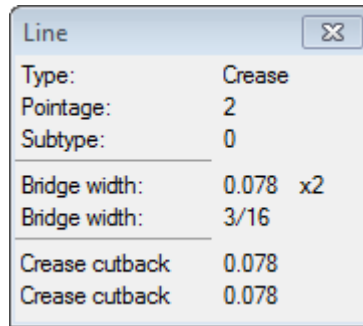 Line
Type: Crease
Pointage: 2
Subtype: 0
Bridge width: 0.078 x2
Bridge width: 3/16
Crease cutback 0.078
Crease cutback 0.078